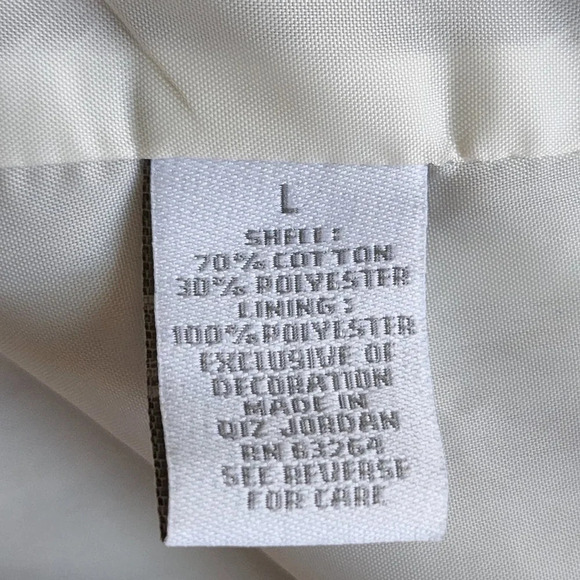 L
SHELL:
70% COTTON
30% POLYESTER
LINING:
100% POLYESTER
EXCLUSIVE OF
DECORATION
MADE IN
QIZ JORDAN
RN 63264
SEE REVERSE
FOR CARE